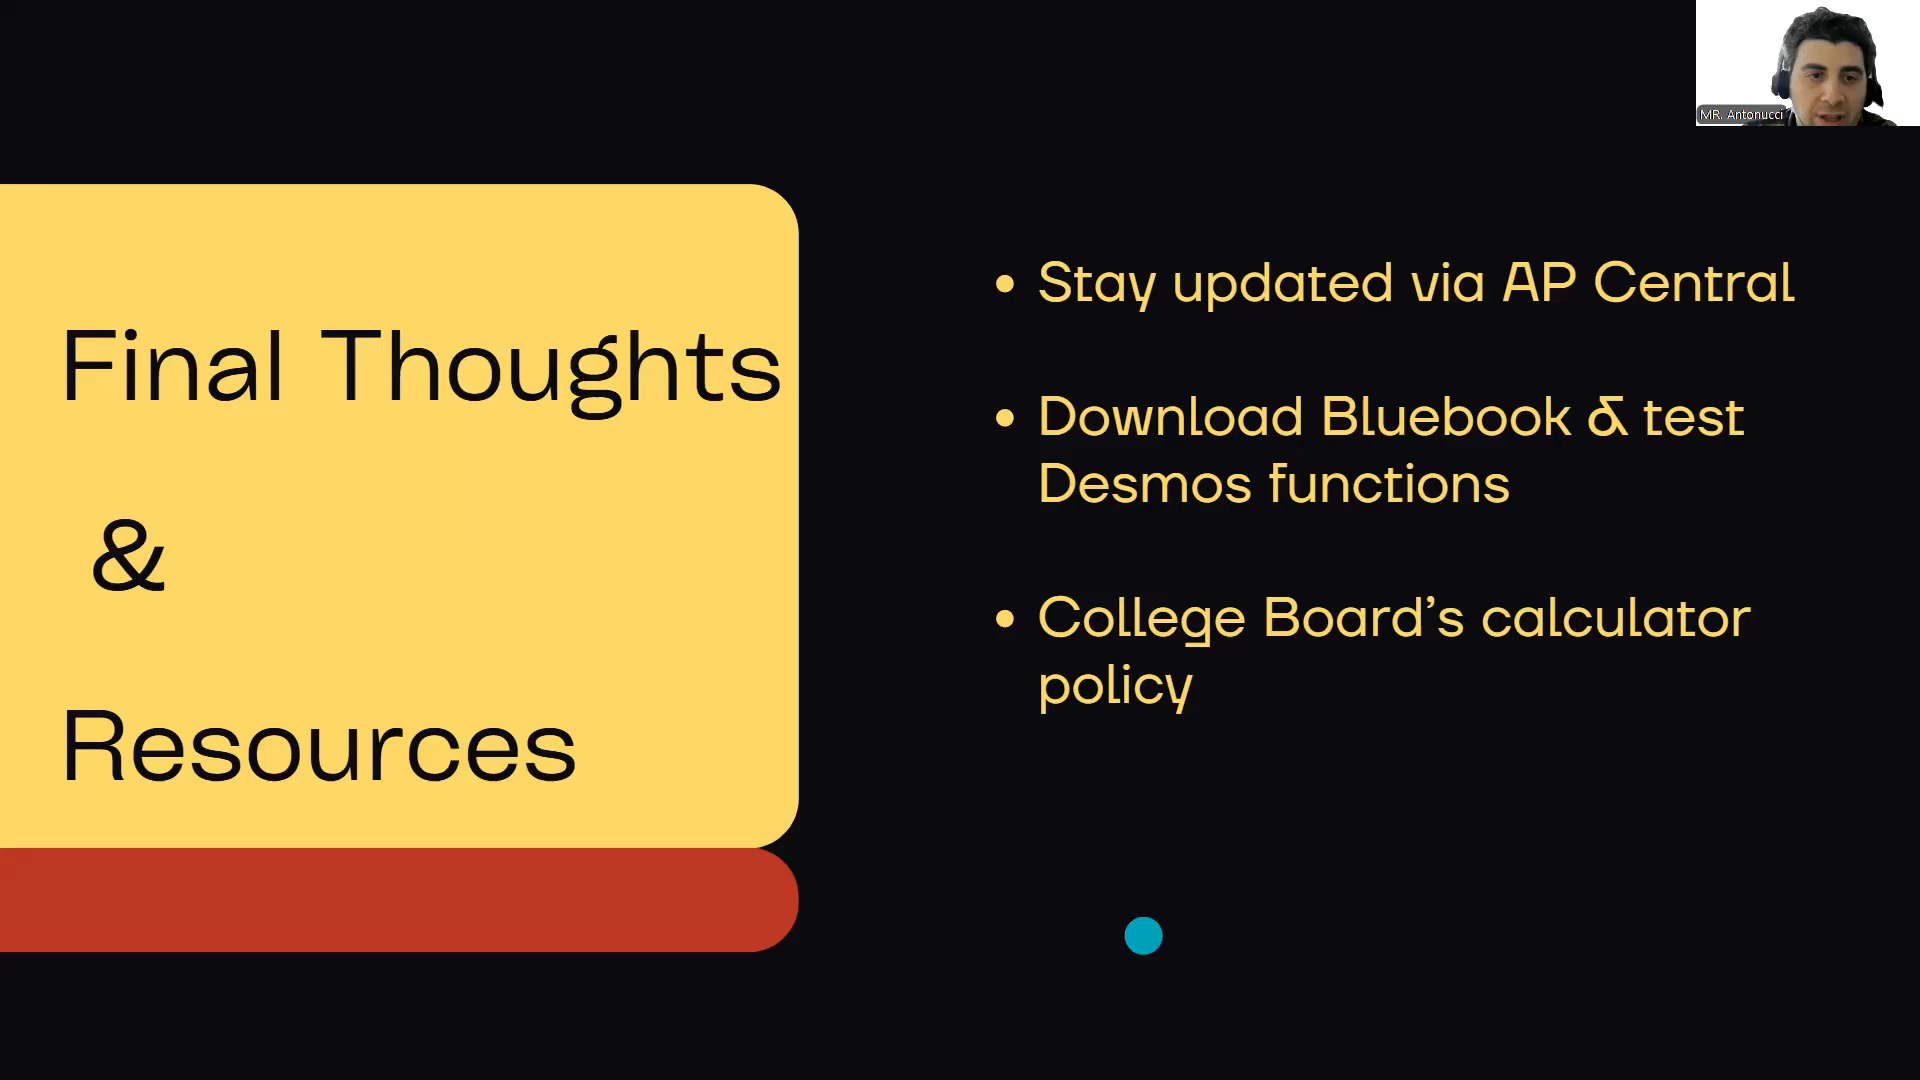 MR. Antonucci
Final Thoughts
&
Resources
• Stay updated via AP Central
• Download Bluebook & test
Desmos functions
• College Board’s calculator
policy